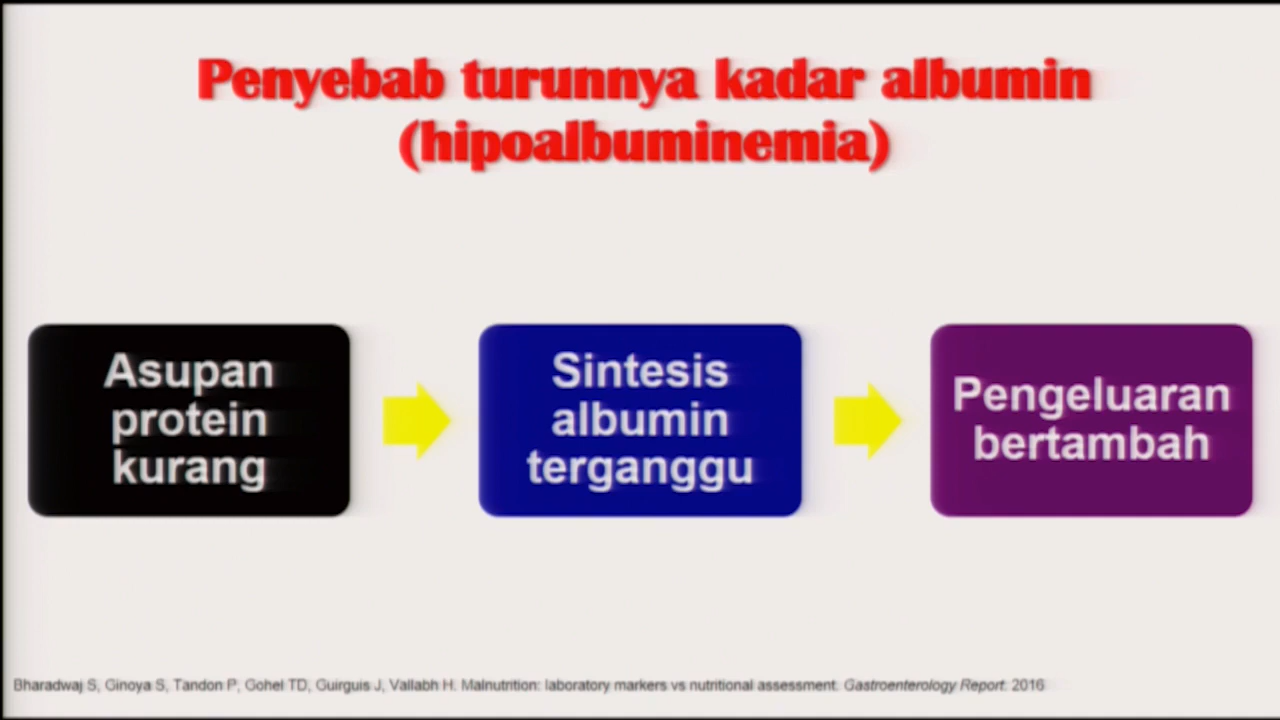 Penyebab turunnya kadar albumin
(hipoalbuminemia)
Asupan
protein
kurang
Sintesis
albumin
terganggu
Pengeluaran
bertambah
Bharadwaj S, Ginoya S, Tandon P, Gohel TD, Guirguis J, Vallabh H. Malnutrition: laboratory markers vs nutritional assessment. Gastroenterology Report. 2016